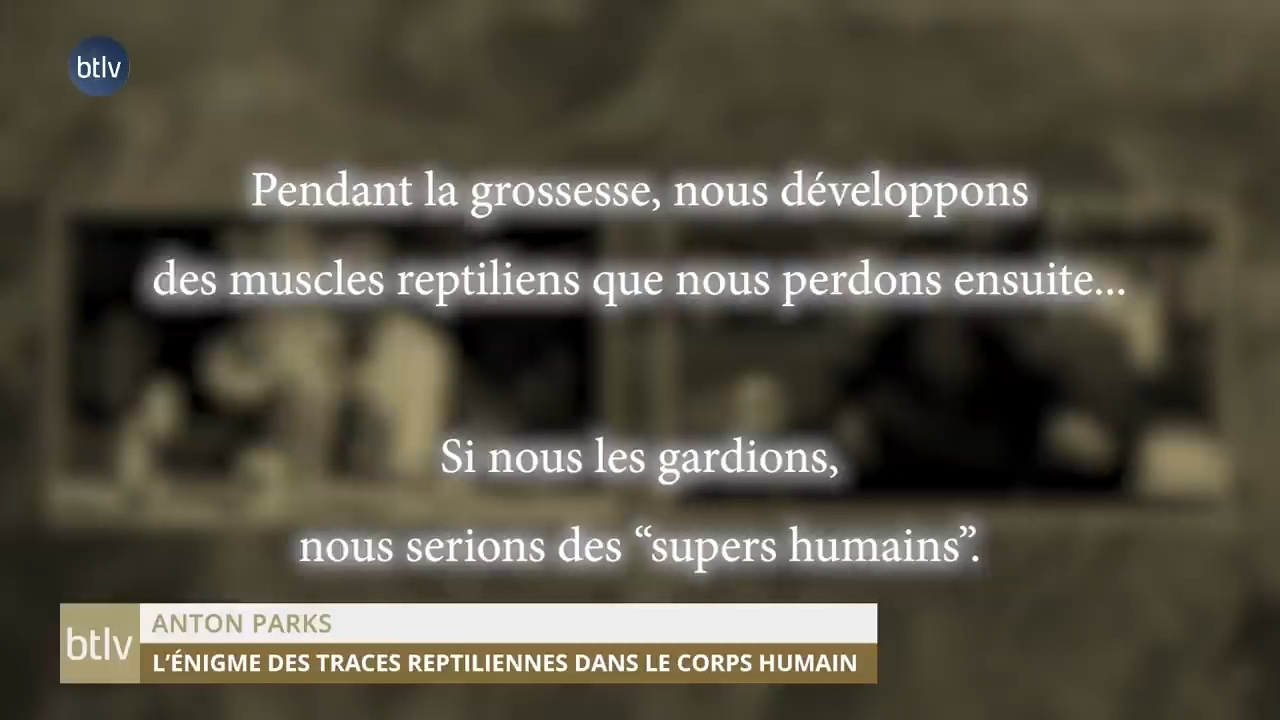 btlv
Pendant la grossesse, nous développons
des muscles reptiliens que nous perdons ensuite...
Si nous les gardions,
nous serions des “supers humains”.
btlv
ANTON PARKS
L’ÉNIGME DES TRACES REPTILIENNES DANS LE CORPS HUMAIN